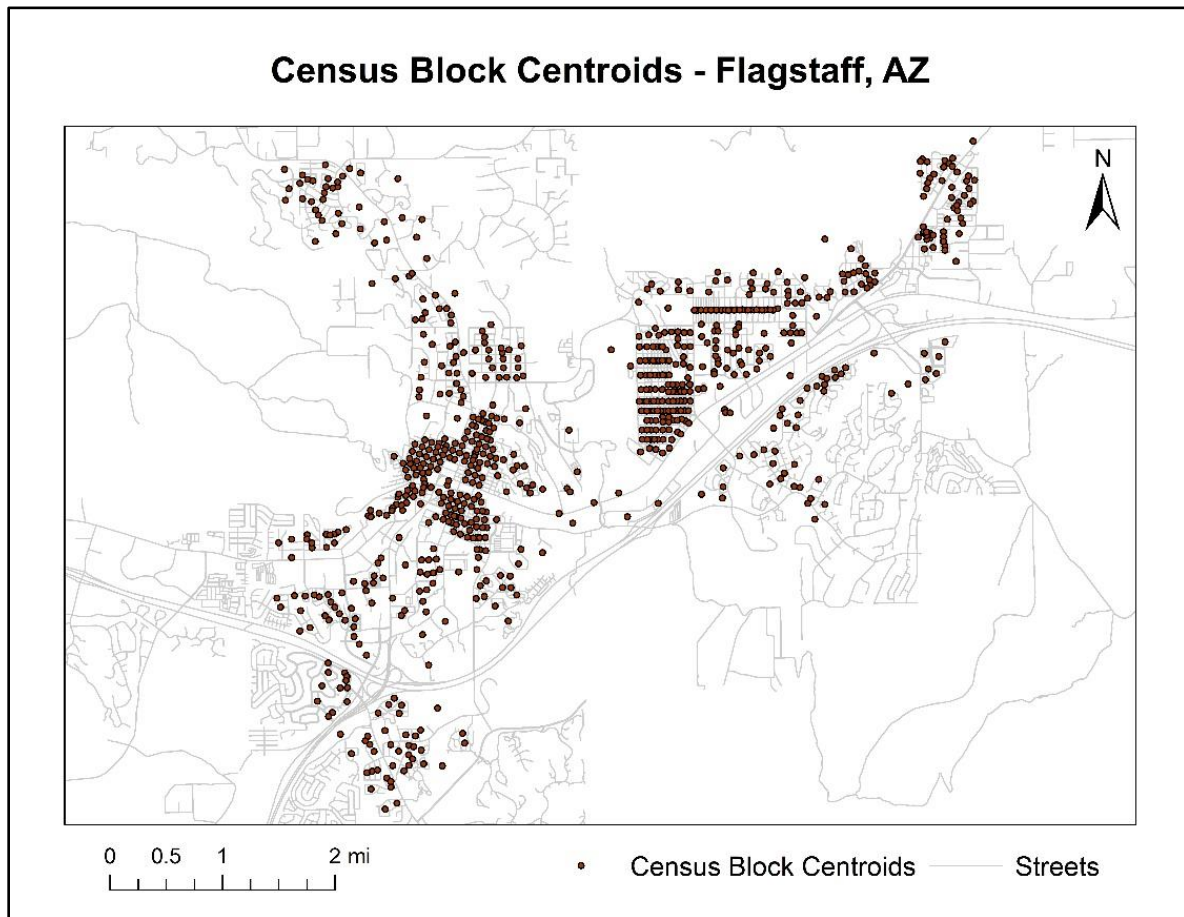 Census Block Centroids - Flagstaff, AZ
N
0 0.5 1 2 mi
Census Block Centroids Streets